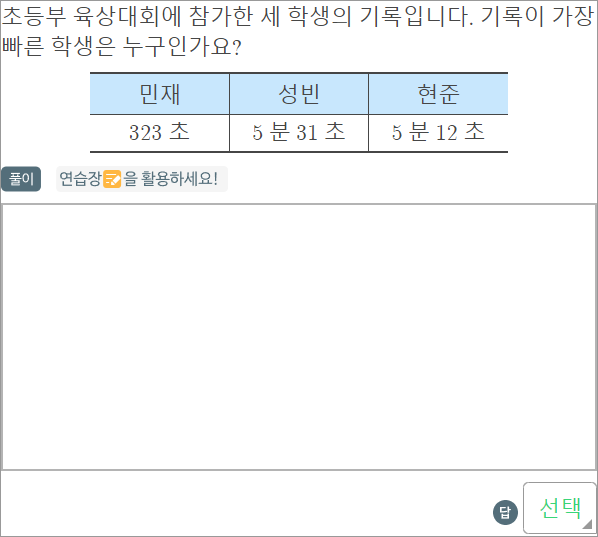 초등부 육상대회에 참가한 세 학생의 기록입니다. 기록이 가장
빠른 학생은 누구인가요?
민재 성빈 현준
323 초 5 분 31 초 5 분 12 초
풀이 연습장📝을 활용하세요!
답 선택